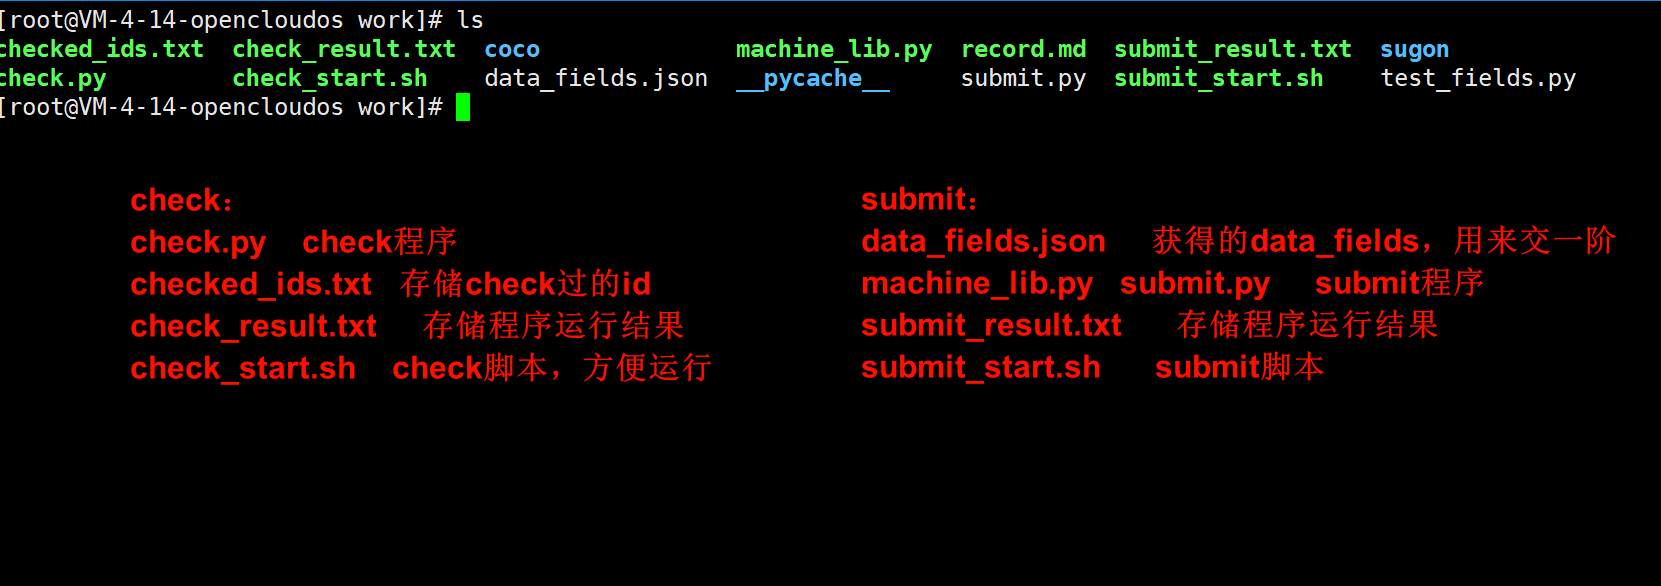 [root@VM-4-14-opencloudos work]# ls
checked_ids.txt check_result.txt coco machine_lib.py record.md submit_result.txt sugon
check.py check_start.sh data_fields.json __pycache__ submit.py submit_start.sh test_fields.py
[root@VM-4-14-opencloudos work]#
check：
check.py check程序
checked_ids.txt 存储check过的id
check_result.txt 存储程序运行结果
check_start.sh check脚本，方便运行
submit：
data_fields.json 获得的data_fields，用来交一阶
machine_lib.py submit.py submit程序
submit_result.txt 存储程序运行结果
submit_start.sh submit脚本